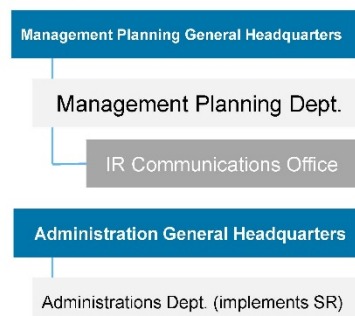 Management Planning General Headquarters
Management Planning Dept.
IR Communications Office
Administration General Headquarters
Administrations Dept. (implements SR)